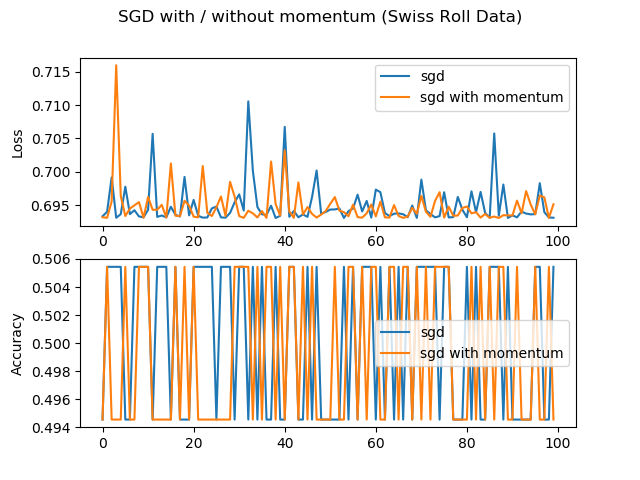 SGD with / without momentum (Swiss Roll Data)
Loss
0.715
0.710
0.705
0.700
0.695
sgd
sgd with momentum
0 20 40 60 80 100
Accuracy
0.506
0.504
0.502
0.500
0.498
0.496
0.494
sgd
sgd with momentum
0 20 40 60 80 100